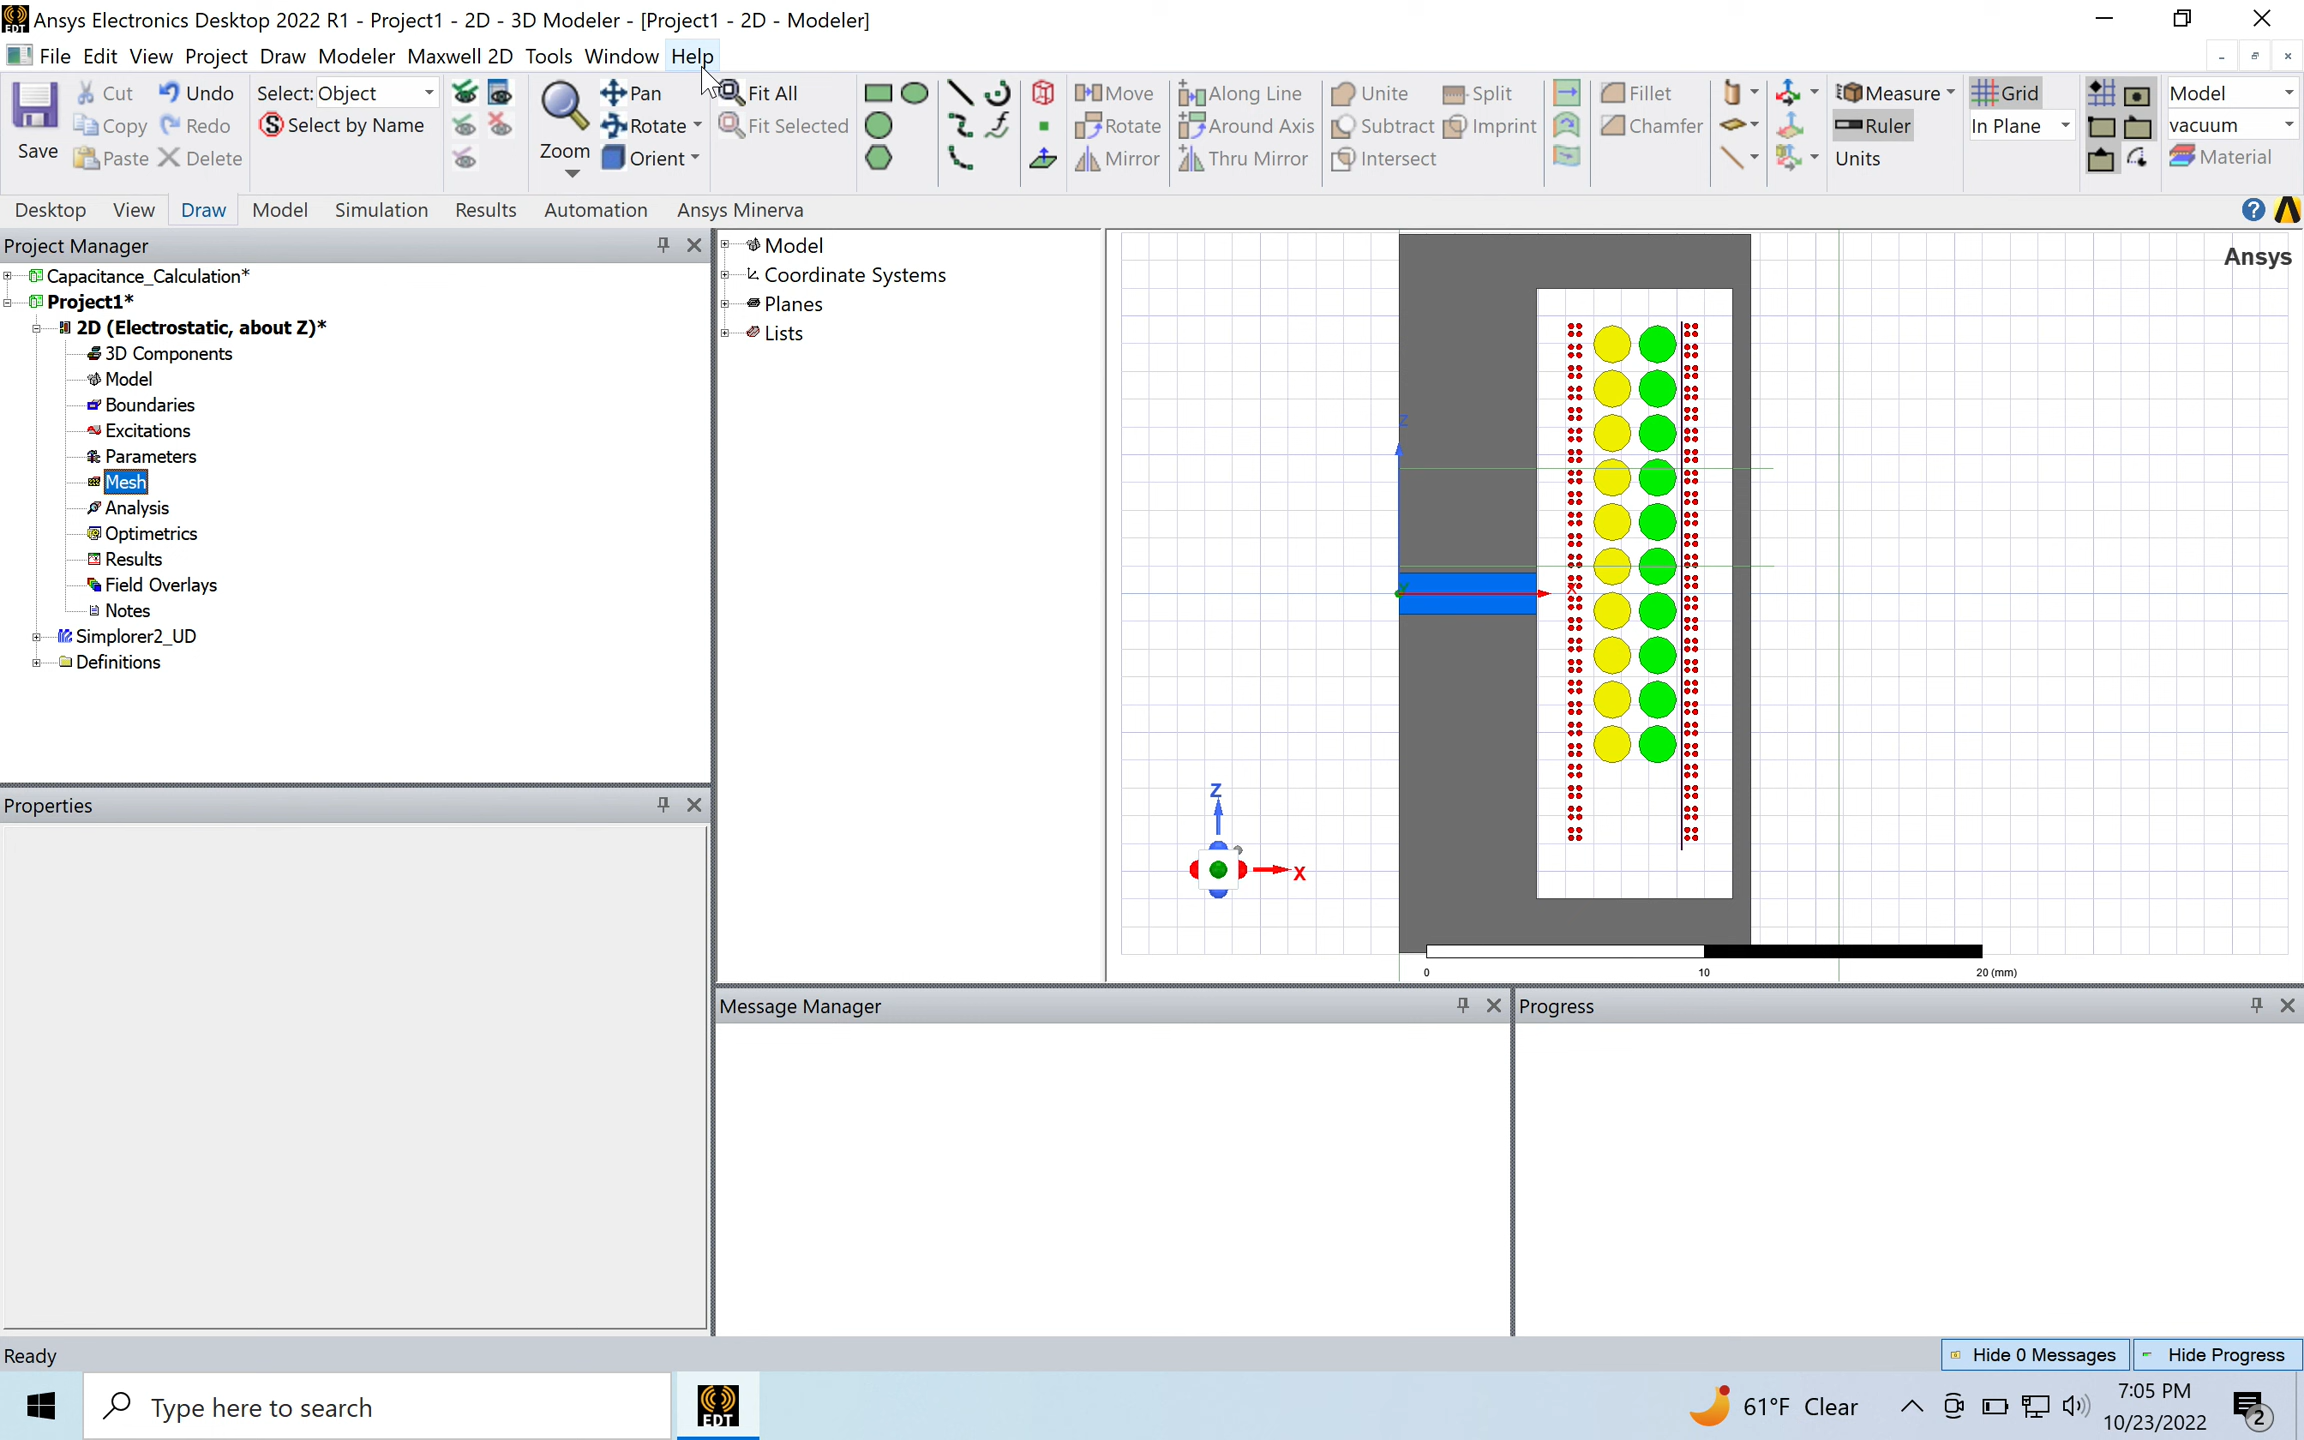 Ansys Electronics Desktop 2022 R1 - Project1 - 2D - 3D Modeler - [Project1 - 2D - Modeler]
File Edit View Project Draw Modeler Maxwell 2D Tools Window Help
Save
Cut Undo
Copy Redo
Paste Delete
Select: Object
Select by Name
Zoom
Pan
Rotate
Orient
Fit All
Fit Selected
Move
Rotate
Mirror
Along Line
Around Axis
Thru Mirror
Unite Split
Subtract Imprint
Intersect
Fillet
Chamfer
Measure
Ruler
Units
Grid
In Plane
Model
vacuum
Material
Desktop View Draw Model Simulation Results Automation Ansys Minerva
Project Manager
Capacitance_Calculation*
Project1*
2D (Electrostatic, about Z)*
3D Components
Model
Boundaries
Excitations
Parameters
Mesh
Analysis
Optimetrics
Results
Field Overlays
Notes
Simplorer2_UD
Definitions
Properties
Model
Coordinate Systems
Planes
Lists
Ansys
Z
Y
X
Z
X
0 10 20 (mm)
Message Manager
Progress
Ready
Hide 0 Messages Hide Progress
EDT
Type here to search
EDT
61°F Clear
7:05 PM
10/23/2022
2